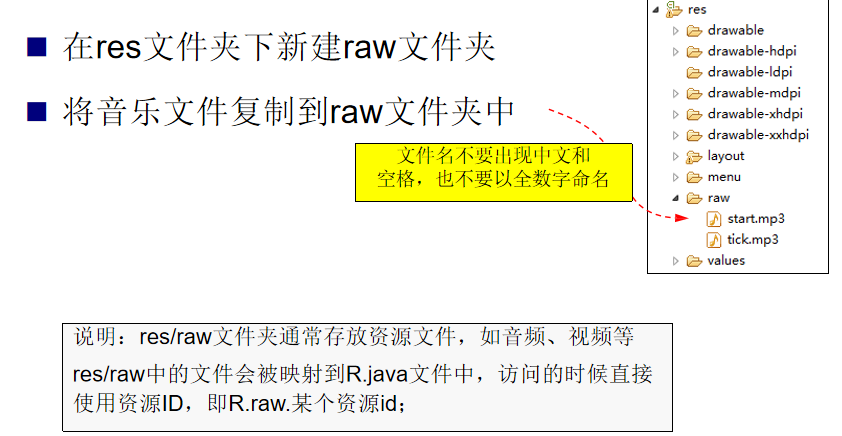 在res文件夹下新建raw文件夹
将音乐文件复制到raw文件夹中
文件名不要出现中文和
空格，也不要以全数字命名
res
drawable
drawable-hdpi
drawable-ldpi
drawable-mdpi
drawable-xhdpi
drawable-xxhdpi
layout
menu
raw
start.mp3
tick.mp3
values
说明：res/raw文件夹通常存放资源文件，如音频、视频等
res/raw中的文件会被映射到R.java文件中，访问的时候直接
使用资源ID，即R.raw.某个资源id；